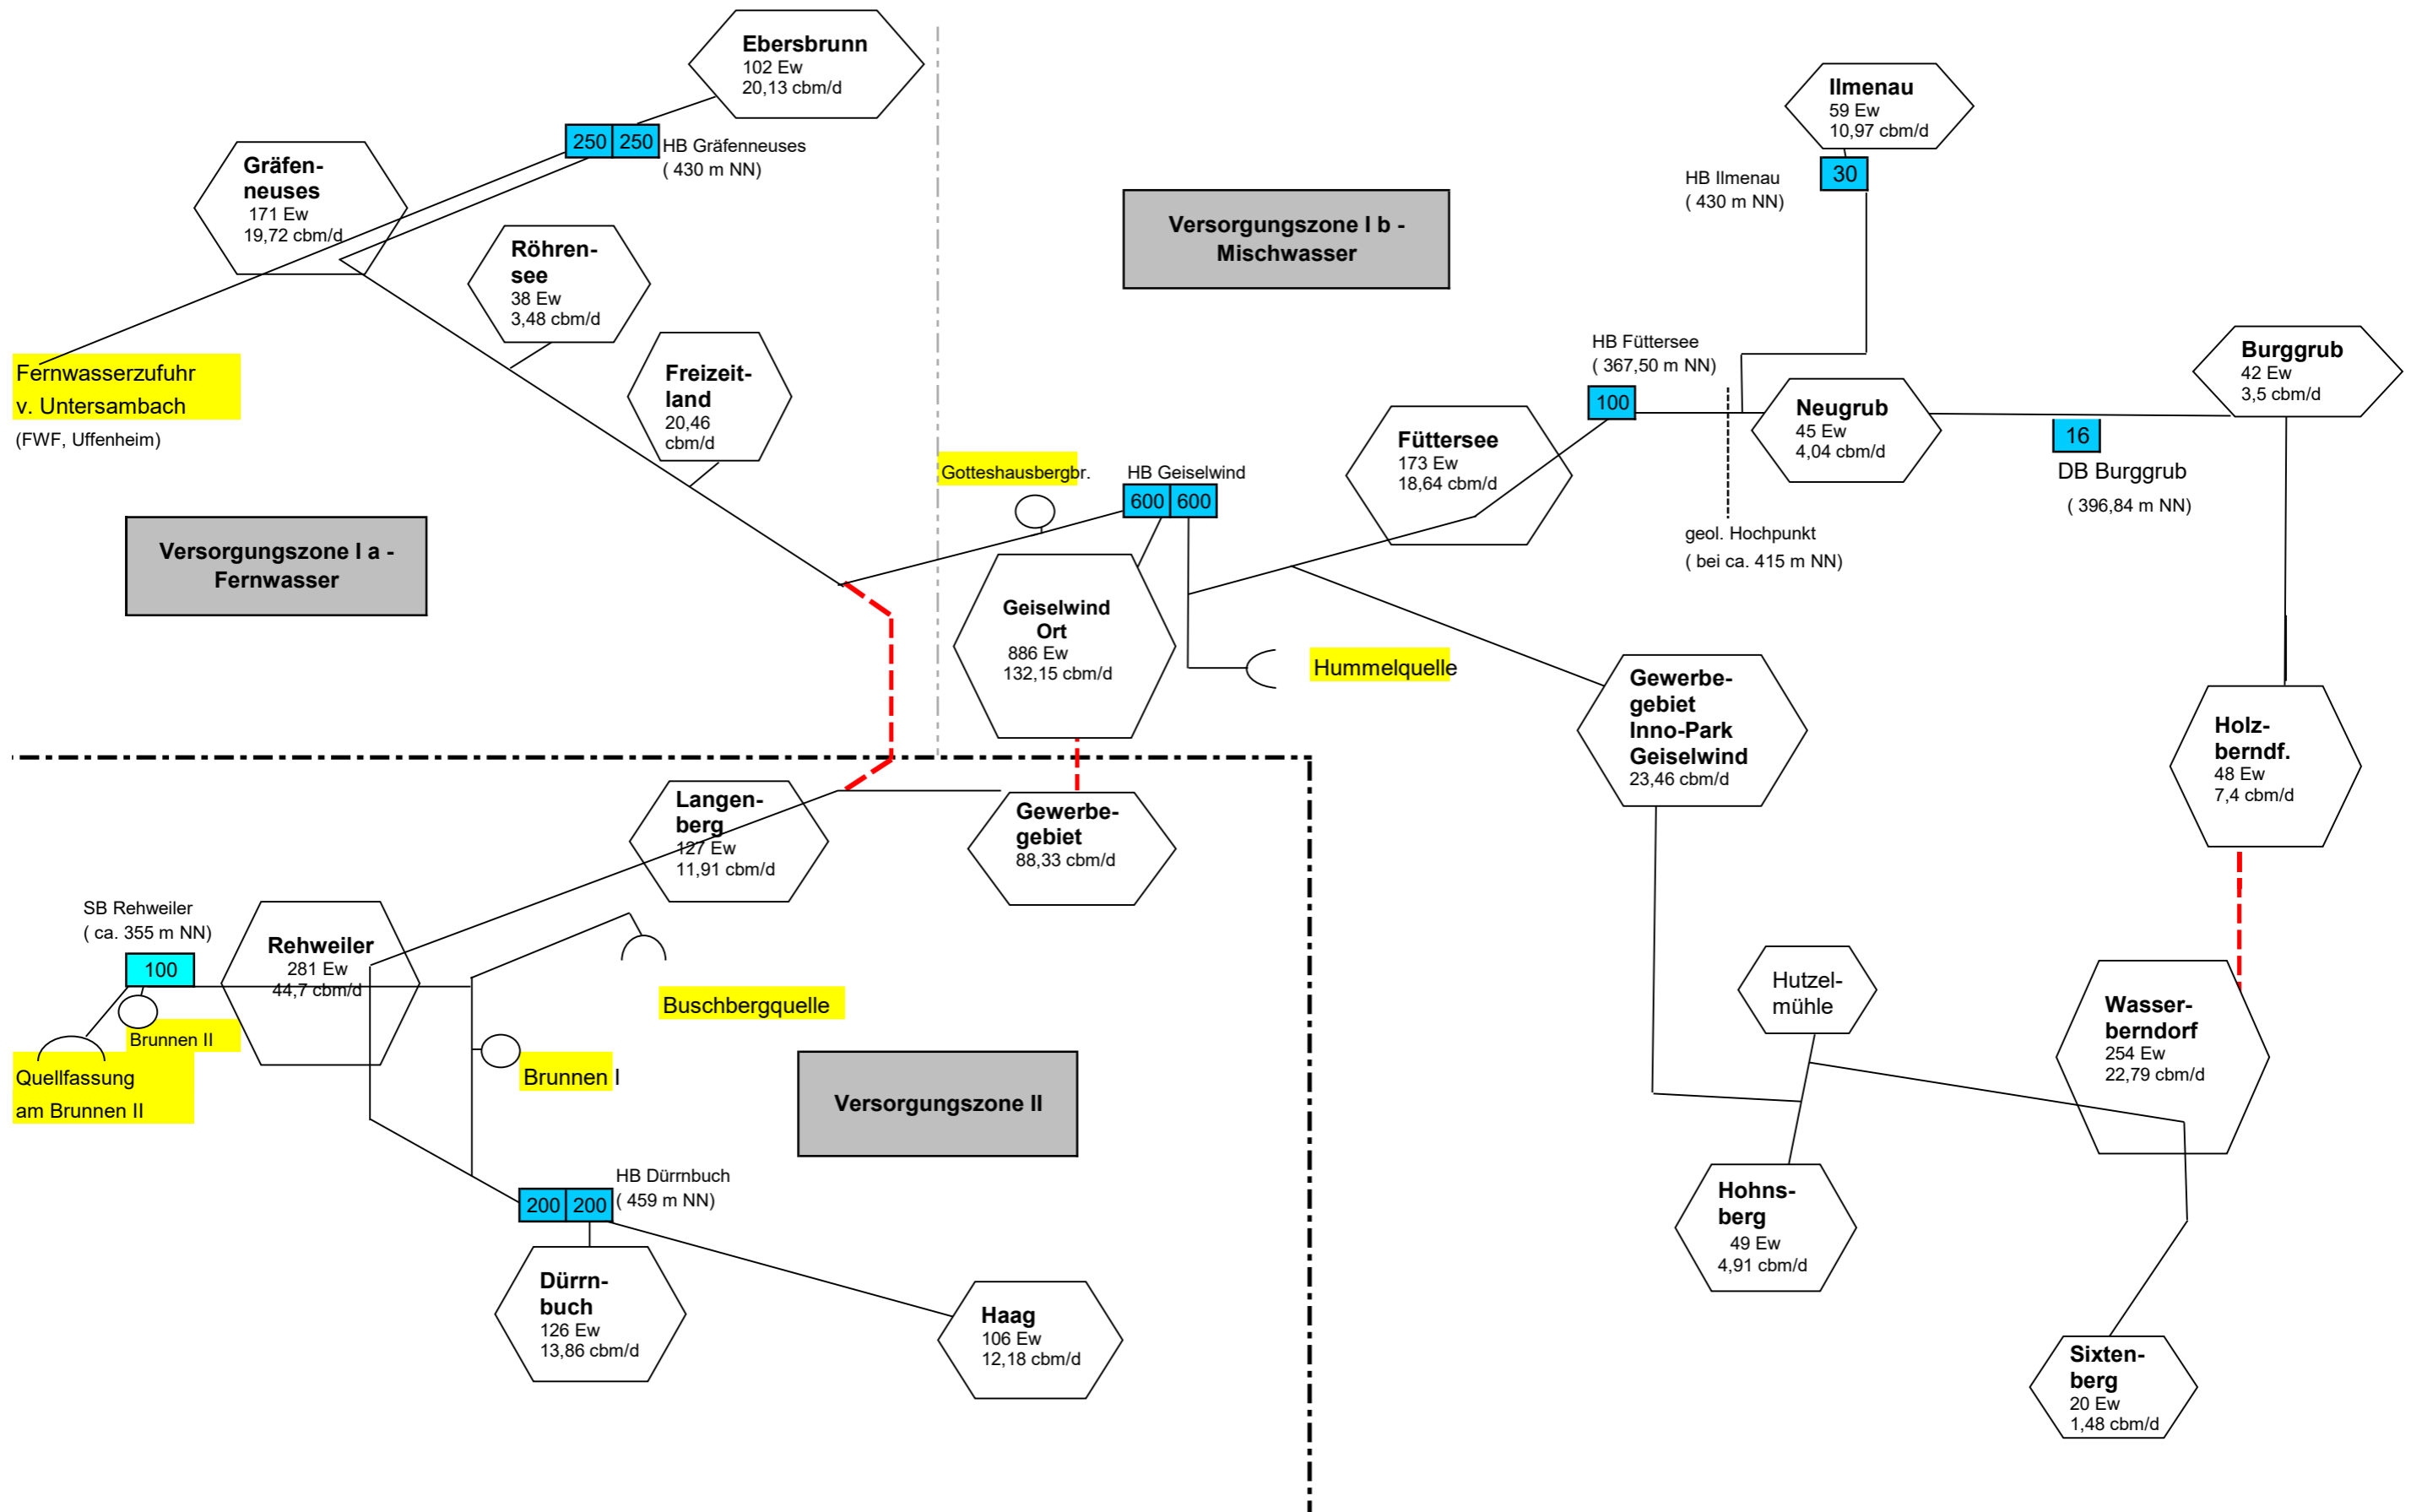 Ebersbrunn
102 Ew
20,13 cbm/d
250
250
HB Gräfenneuses
( 430 m NN)
Gräfen-
neuses
171 Ew
19,72 cbm/d
Röhren-
see
38 Ew
3,48 cbm/d
Freizeit-
land
20,46
cbm/d
Fernwasserzufuhr
v. Untersambach
(FWF, Uffenheim)
Versorgungszone I a -
Fernwasser
Versorgungszone I b -
Mischwasser
Ilmenau
59 Ew
10,97 cbm/d
HB Ilmenau
( 430 m NN)
30
HB Füttersee
( 367,50 m NN)
100
Füttersee
173 Ew
18,64 cbm/d
Neugrub
45 Ew
4,04 cbm/d
Burggrub
42 Ew
3,5 cbm/d
16
DB Burggrub
( 396,84 m NN)
geol. Hochpunkt
( bei ca. 415 m NN)
Gotteshausbergbr.
HB Geiselwind
600
600
Geiselwind
Ort
886 Ew
132,15 cbm/d
Hummelquelle
Gewerbe-
gebiet
Inno-Park
Geiselwind
23,46 cbm/d
Holz-
berndf.
48 Ew
7,4 cbm/d
Langen-
berg
127 Ew
11,91 cbm/d
Gewerbe-
gebiet
88,33 cbm/d
SB Rehweiler
( ca. 355 m NN)
100
Rehweiler
281 Ew
44,7 cbm/d
Brunnen II
Quellfassung
am Brunnen II
Buschbergquelle
Brunnen I
Versorgungszone II
HB Dürrnbuch
( 459 m NN)
200
200
Dürrn-
buch
126 Ew
13,86 cbm/d
Haag
106 Ew
12,18 cbm/d
Hutzel-
mühle
Wasser-
berndorf
254 Ew
22,79 cbm/d
Hohns-
berg
49 Ew
4,91 cbm/d
Sixten-
berg
20 Ew
1,48 cbm/d